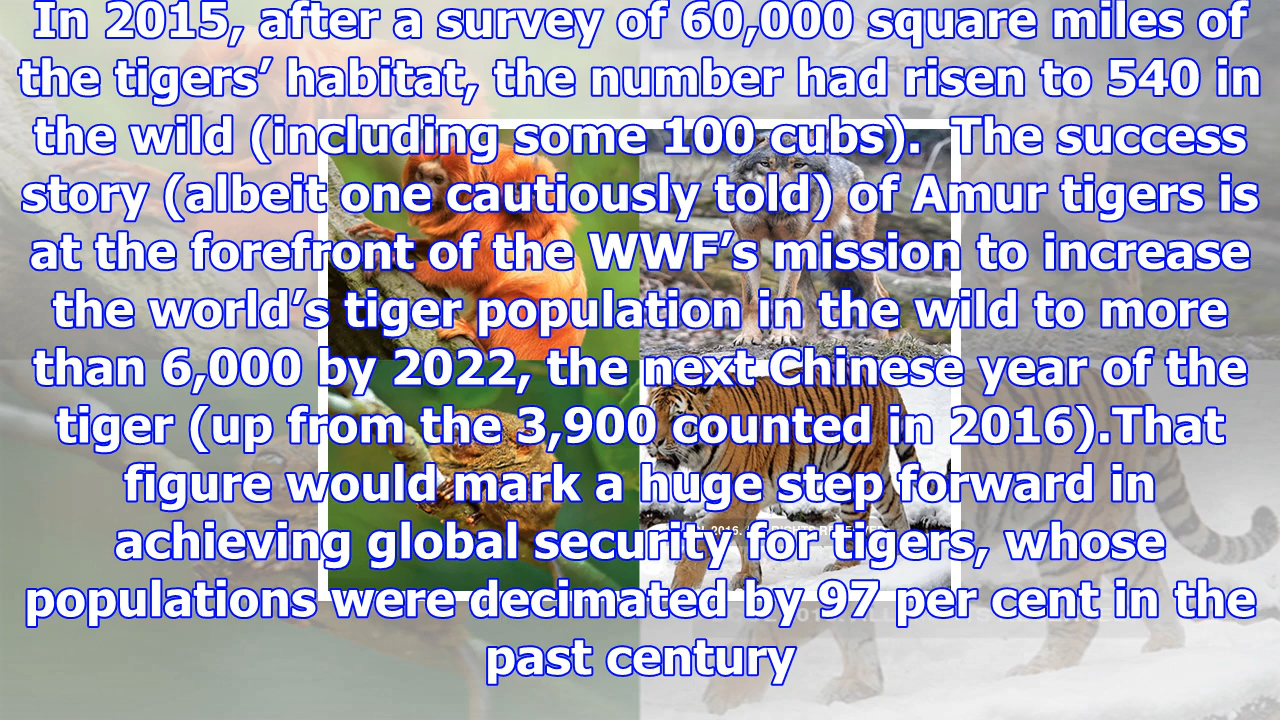 In 2015, after a survey of 60,000 square miles of
the tigers’ habitat, the number had risen to 540 in
the wild (including some 100 cubs).  The success
story (albeit one cautiously told) of Amur tigers is
at the forefront of the WWF’s mission to increase
the world’s tiger population in the wild to more
than 6,000 by 2022, the next Chinese year of the
tiger (up from the 3,900 counted in 2016).That
figure would mark a huge step forward in
achieving global security for tigers, whose
populations were decimated by 97 per cent in the
past century